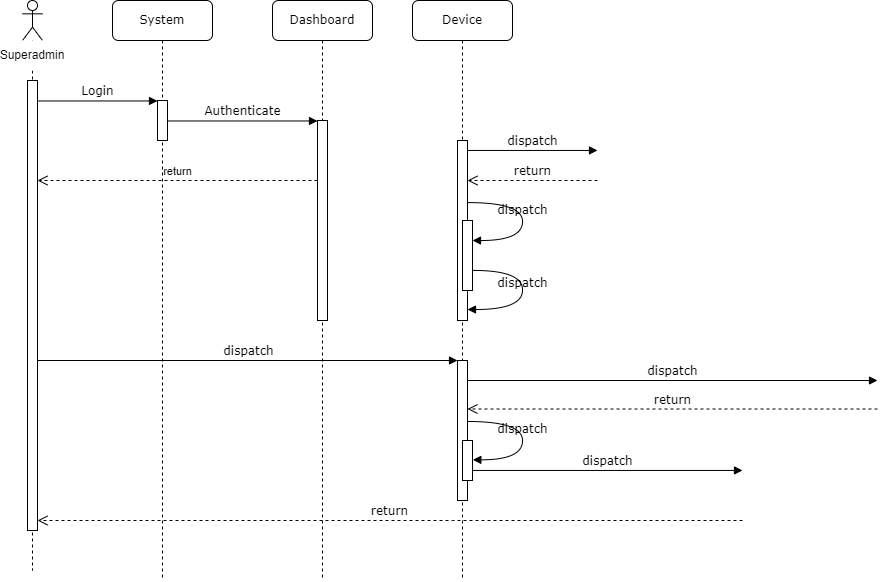 System
Dashboard
Device
Superadmin
Login
Authenticate
dispatch
return
return
dispatch
dispatch
dispatch
dispatch
return
dispatch
dispatch
return